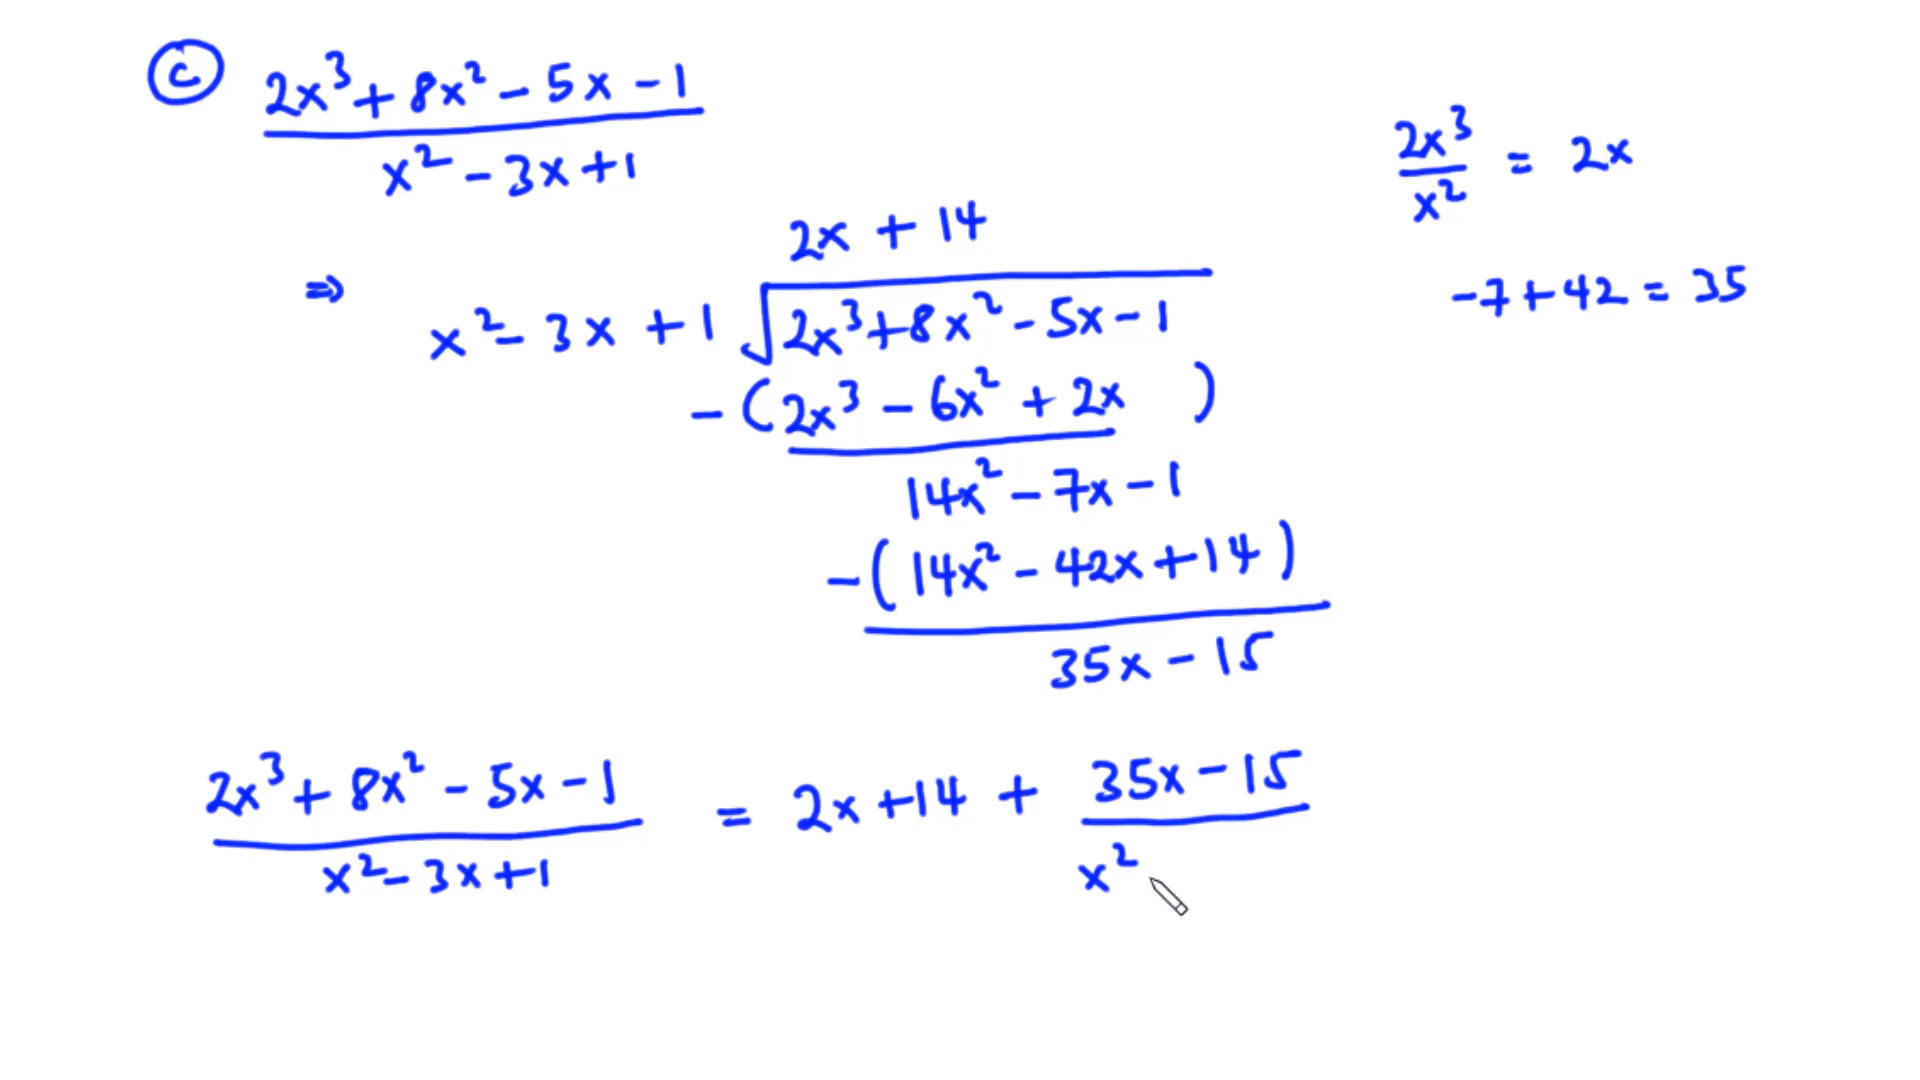 c
2x³ + 8x² - 5x - 1
x² - 3x + 1
2x³
x²
= 2x
2x + 14
⇒ x² - 3x + 1 √ 2x³ + 8x² - 5x - 1
-7 + 42 = 35
- ( 2x³ - 6x² + 2x )
14x² - 7x - 1
- ( 14x² - 42x + 14 )
35x - 15
2x³ + 8x² - 5x - 1
x² - 3x + 1
= 2x + 14 +
35x - 15
x²